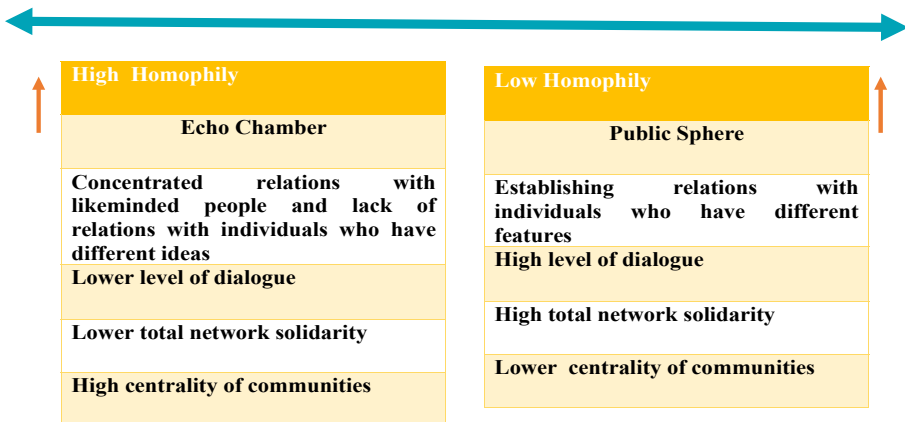 High Homophily
Echo Chamber
Concentrated relations with
likeminded people and lack of
relations with individuals who have
different ideas
Lower level of dialogue
Lower total network solidarity
High centrality of communities
Low Homophily
Public Sphere
Establishing relations with
individuals who have different
features
High level of dialogue
High total network solidarity
Lower centrality of communities